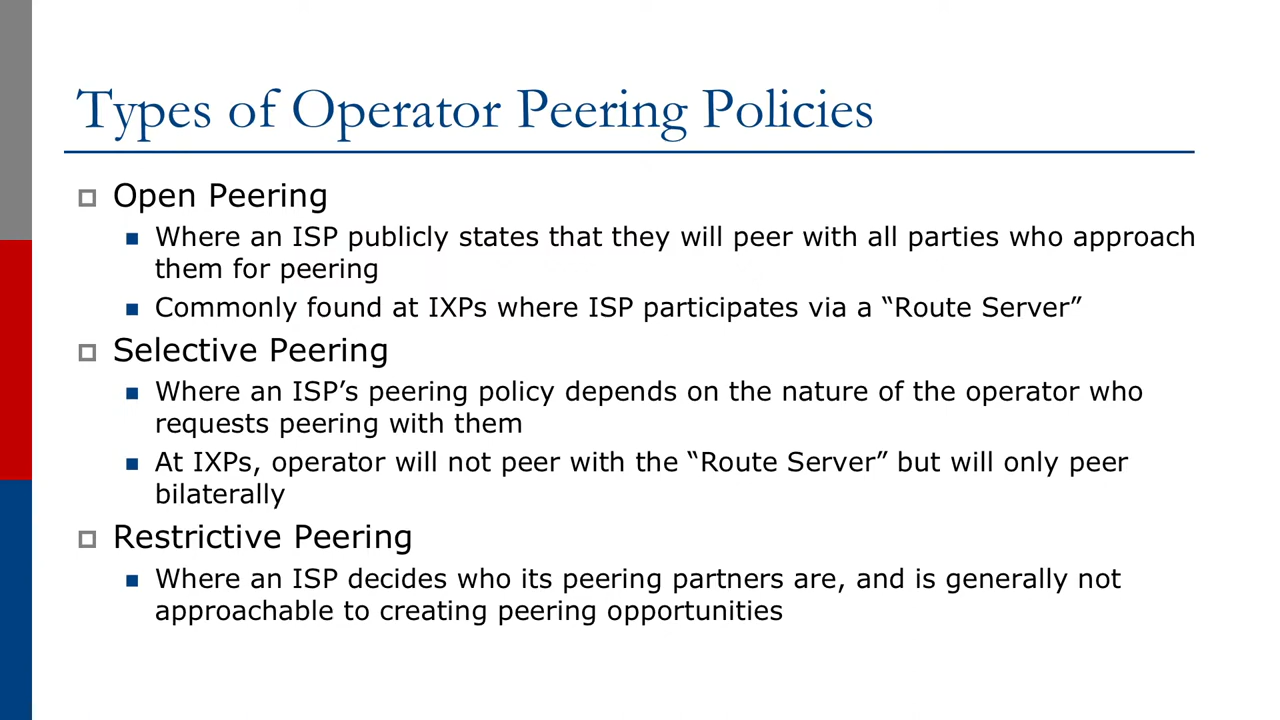 Types of Operator Peering Policies
Open Peering
Where an ISP publicly states that they will peer with all parties who approach
them for peering
Commonly found at IXPs where ISP participates via a “Route Server”
Selective Peering
Where an ISP’s peering policy depends on the nature of the operator who
requests peering with them
At IXPs, operator will not peer with the “Route Server” but will only peer
bilaterally
Restrictive Peering
Where an ISP decides who its peering partners are, and is generally not
approachable to creating peering opportunities